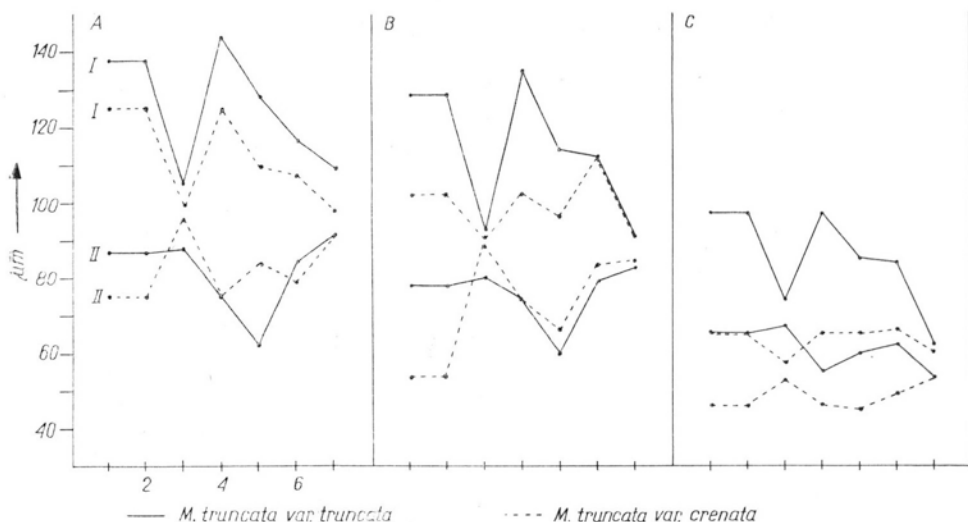 A
B
C
140
120
100
80
60
40
µm
I
I
II
II
2
4
6
M. truncata var. truncata
M. truncata var. crenata